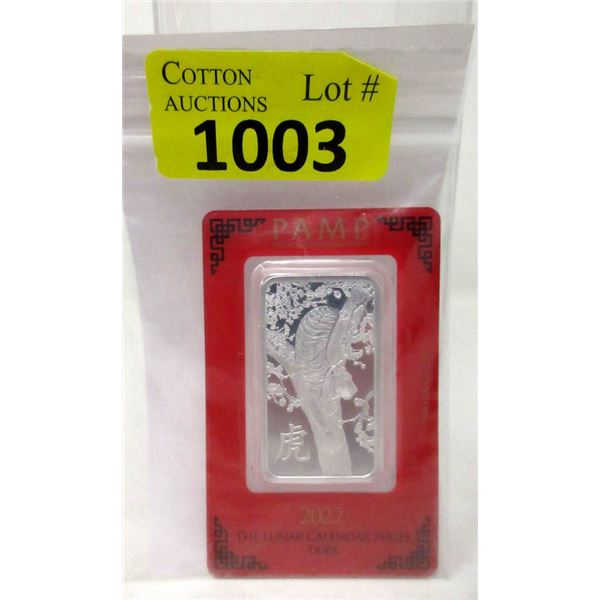 COTTON AUCTIONS Lot #
1003
PAMP
虎
2022
THE LUNAR CALENDAR SERIES
TIGER